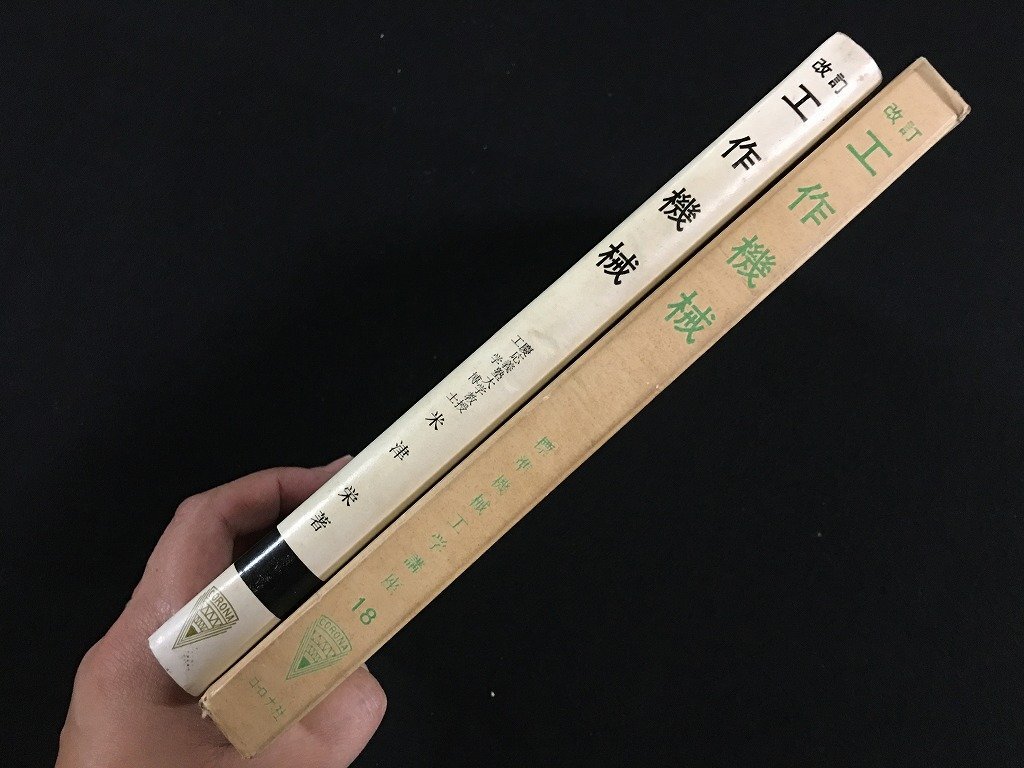 改訂
工作機械
慶応義塾大学教授
工学博士
米津栄著
CORONA
改訂
工作機械
標準機械工学講座
18
CORONA
コロナ社